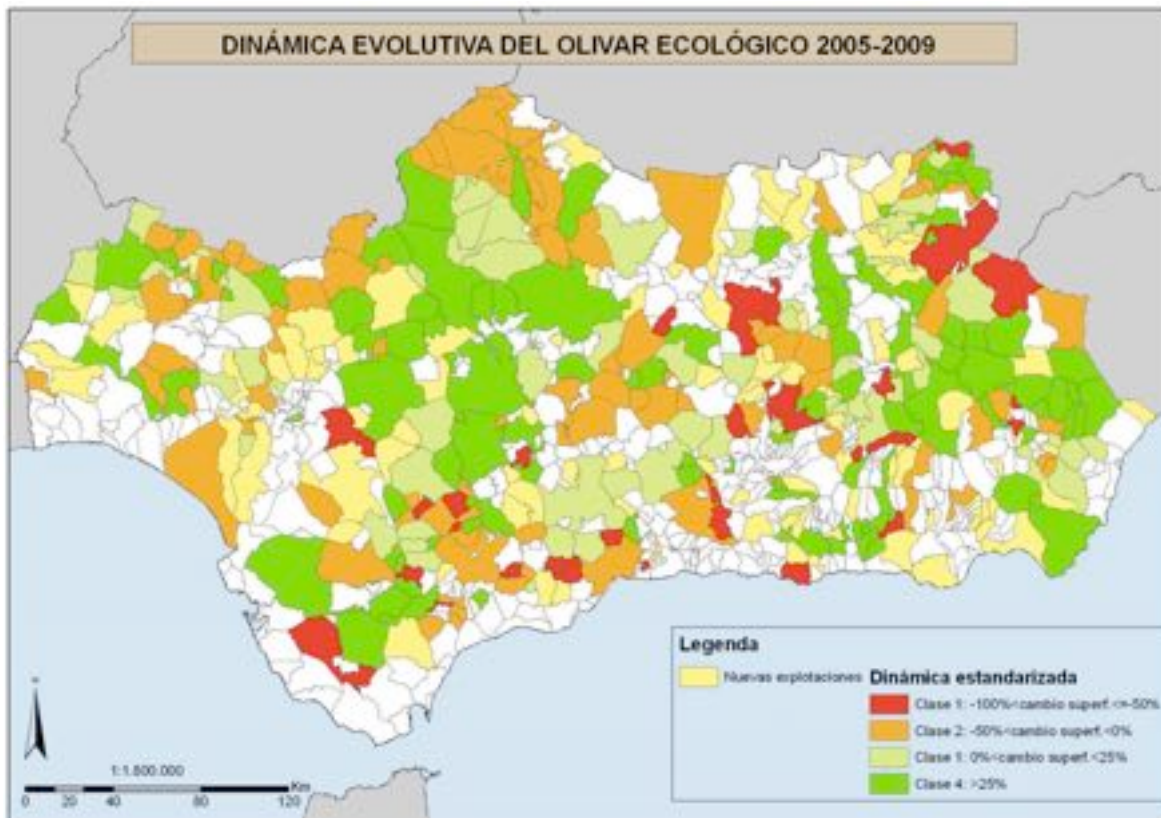 DINÁMICA EVOLUTIVA DEL OLIVAR ECOLÓGICO 2005-2009
Legenda
Nuevas explotaciones
Dinámica estandarizada
Clase 1: -100%<cambio superf.<=-50%
Clase 2: -50%<cambio superf.<0%
Clase 1: 0%<cambio superf.<25%
Clase 4: >25%
1:1.800.000
Km
0 20 40 80 120